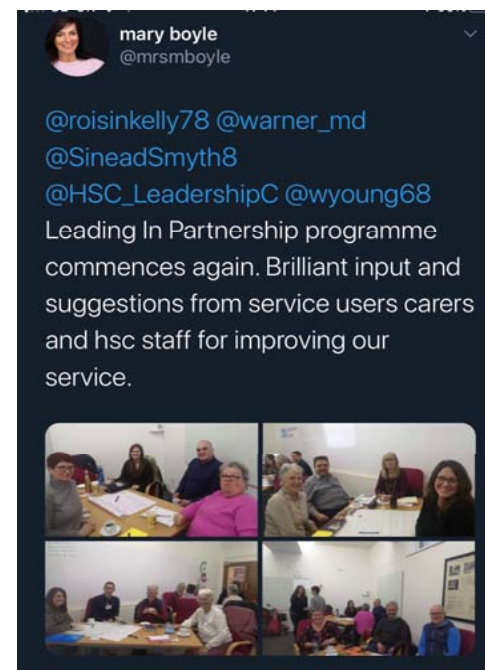 mary boyle
@mrsmboyle
@roisinkelly78 @warner_md
@SineadSmyth8
@HSC_LeadershipC @wyoung68
Leading In Partnership programme
commences again. Brilliant input and
suggestions from service users carers
and hsc staff for improving our
service.